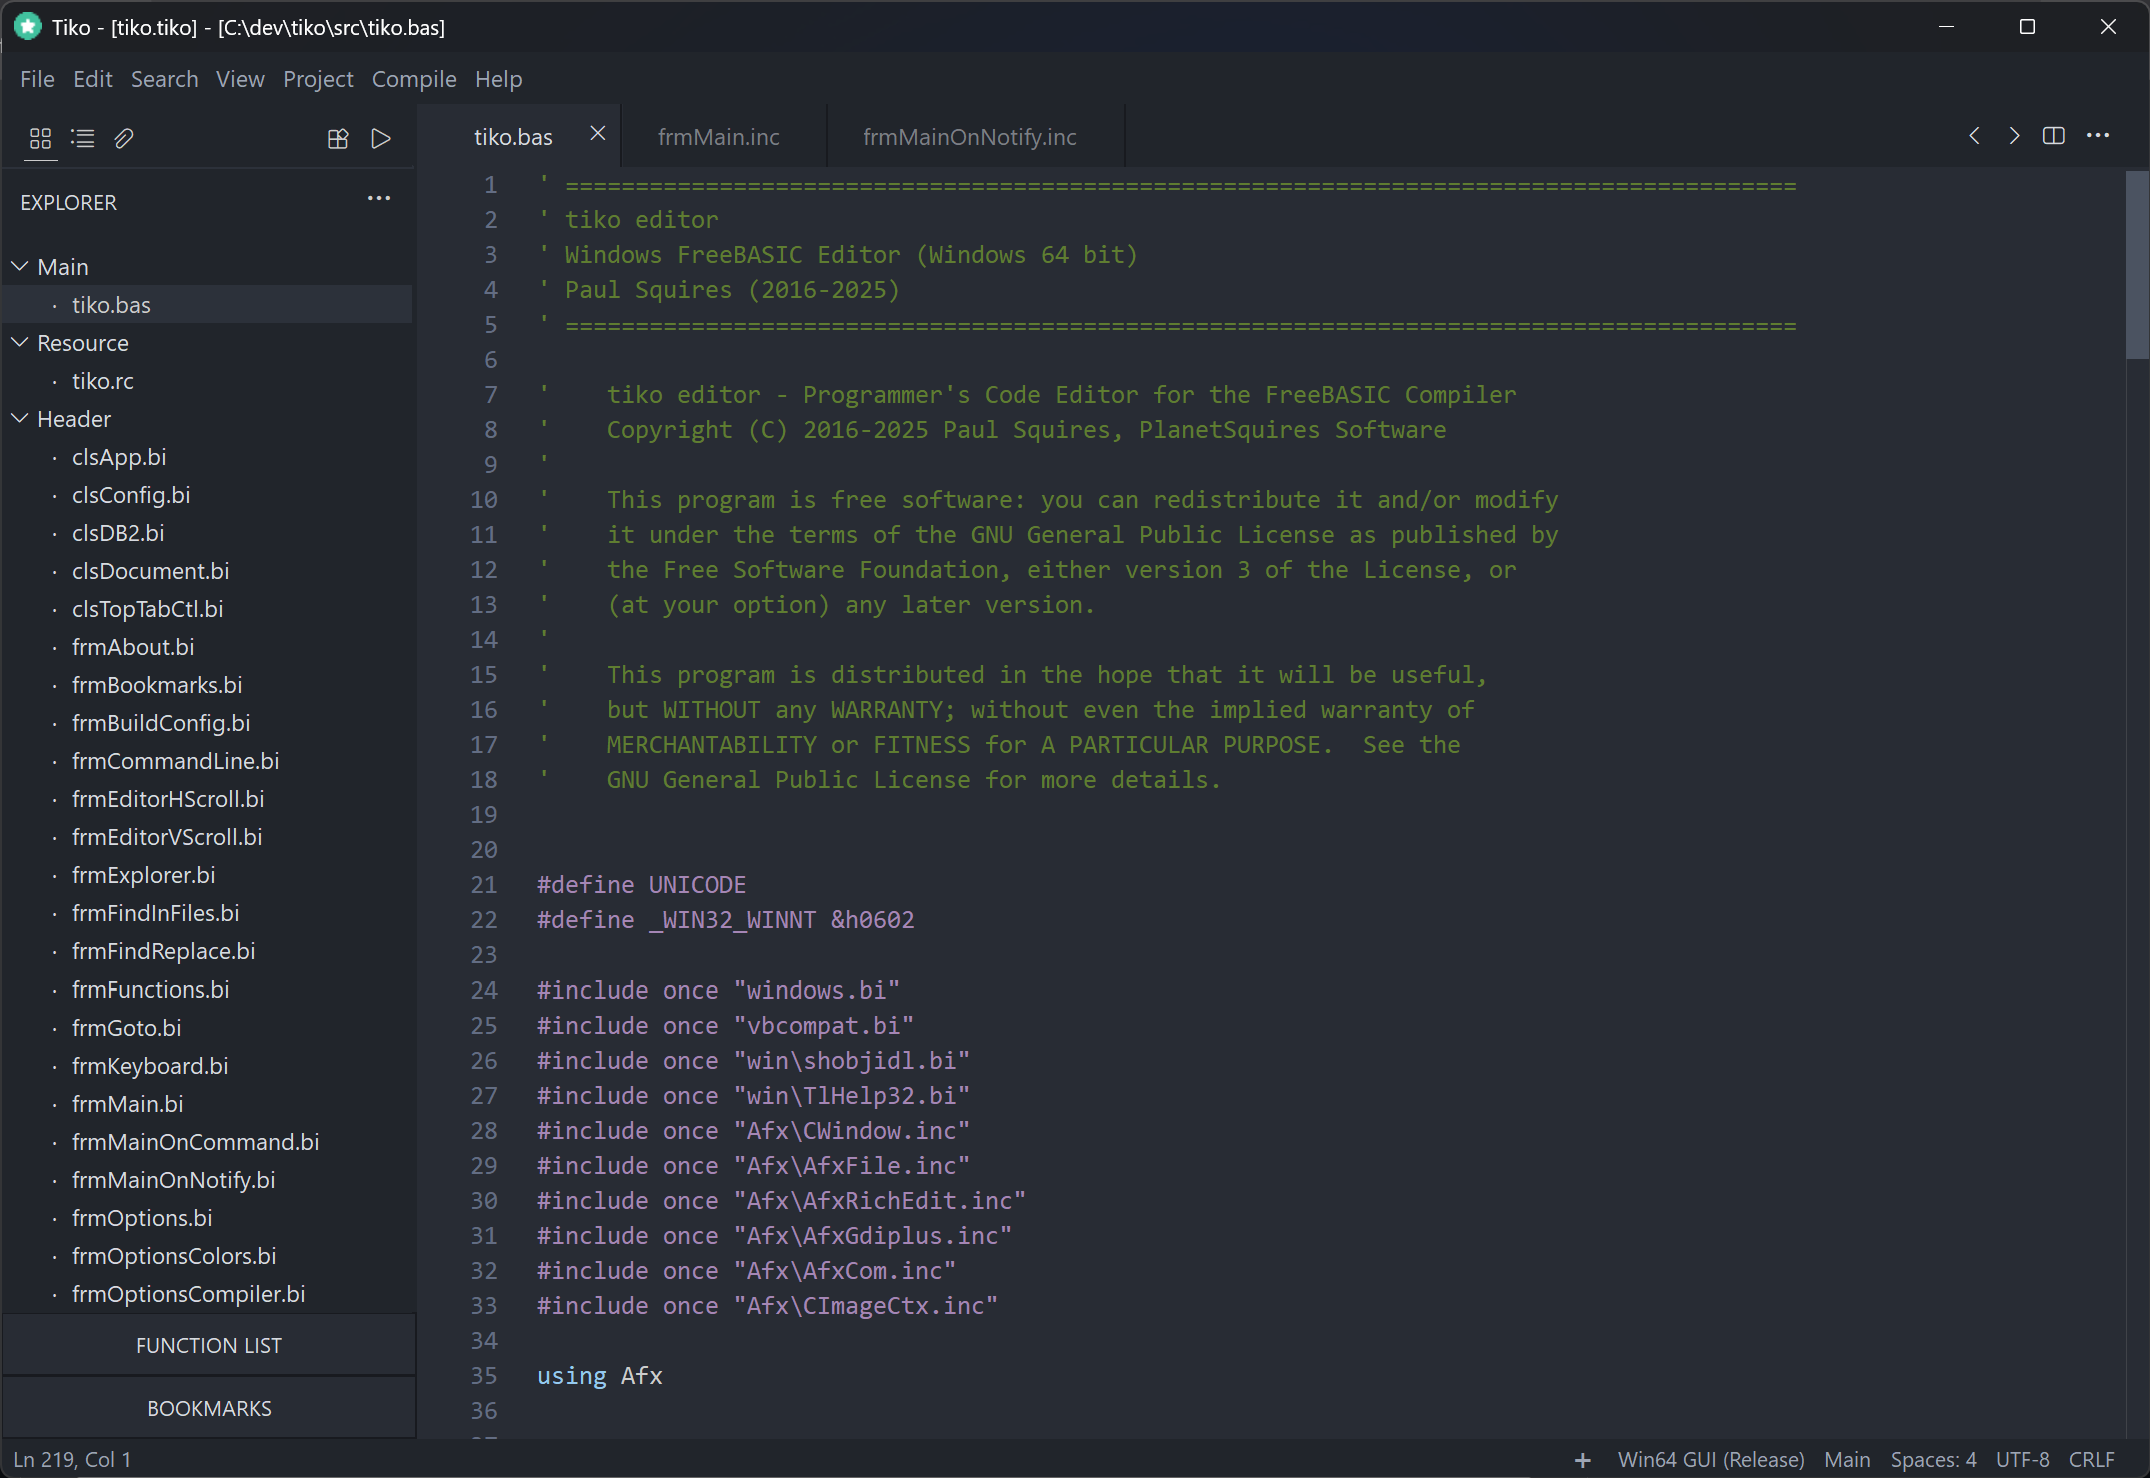 Tiko - [tiko.tiko] - [C:\dev\tiko\src\tiko.bas]
File Edit Search View Project Compile Help
tiko.bas frmMain.inc frmMainOnNotify.inc
EXPLORER
Main
tiko.bas
Resource
tiko.rc
Header
clsApp.bi
clsConfig.bi
clsDB2.bi
clsDocument.bi
clsTopTabCtl.bi
frmAbout.bi
frmBookmarks.bi
frmBuildConfig.bi
frmCommandLine.bi
frmEditorHScroll.bi
frmEditorVScroll.bi
frmExplorer.bi
frmFindInFiles.bi
frmFindReplace.bi
frmFunctions.bi
frmGoto.bi
frmKeyboard.bi
frmMain.bi
frmMainOnCommand.bi
frmMainOnNotify.bi
frmOptions.bi
frmOptionsColors.bi
frmOptionsCompiler.bi
FUNCTION LIST
BOOKMARKS
1 ' ========================================================================================
2 ' tiko editor
3 ' Windows FreeBASIC Editor (Windows 64 bit)
4 ' Paul Squires (2016-2025)
5 ' ========================================================================================
6
7 '    tiko editor - Programmer's Code Editor for the FreeBASIC Compiler
8 '    Copyright (C) 2016-2025 Paul Squires, PlanetSquires Software
9 '
10 '    This program is free software: you can redistribute it and/or modify
11 '    it under the terms of the GNU General Public License as published by
12 '    the Free Software Foundation, either version 3 of the License, or
13 '    (at your option) any later version.
14 '
15 '    This program is distributed in the hope that it will be useful,
16 '    but WITHOUT any WARRANTY; without even the implied warranty of
17 '    MERCHANTABILITY or FITNESS for A PARTICULAR PURPOSE.  See the
18 '    GNU General Public License for more details.
19
20
21 #define UNICODE
22 #define _WIN32_WINNT &h0602
23
24 #include once "windows.bi"
25 #include once "vbcompat.bi"
26 #include once "win\shobjidl.bi"
27 #include once "win\TlHelp32.bi"
28 #include once "Afx\CWindow.inc"
29 #include once "Afx\AfxFile.inc"
30 #include once "Afx\AfxRichEdit.inc"
31 #include once "Afx\AfxGdiplus.inc"
32 #include once "Afx\AfxCom.inc"
33 #include once "Afx\CImageCtx.inc"
34
35 using Afx
36
Ln 219, Col 1
+ Win64 GUI (Release) Main Spaces: 4 UTF-8 CRLF